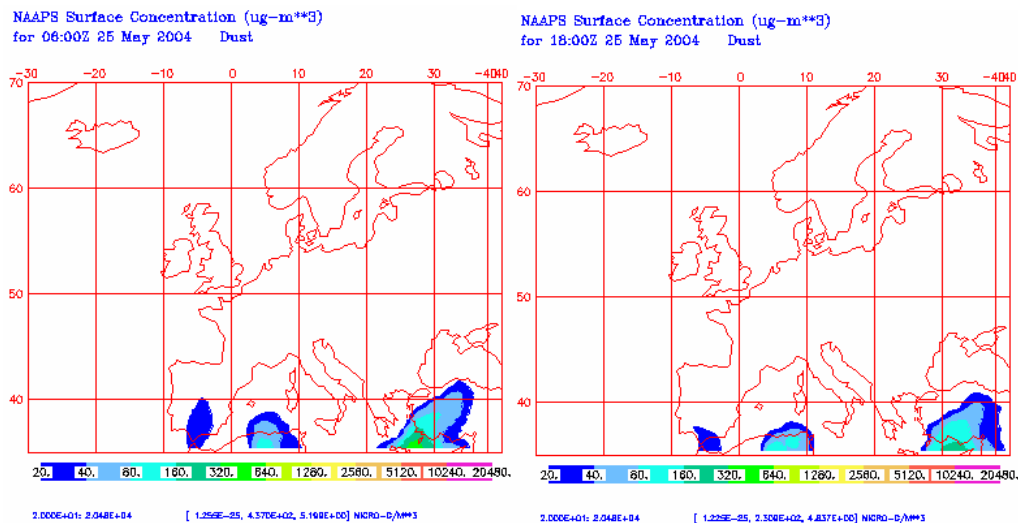 NAAPS Surface Concentration (ug-m**3)
for 06:00Z 25 May 2004 Dust
-30 -20 -10 0 10 20 30 -4040
70
60
50
40
20. 40. 80. 160. 320. 640. 1280. 2560. 5120. 10240. 20480.
2.000E+01: 2.048E+04 [ 1.255E-25, 4.370E+02, 5.199E+00] MICRO-G/M**3
NAAPS Surface Concentration (ug-m**3)
for 18:00Z 25 May 2004 Dust
-30 -20 -10 0 10 20 30 -4040
70
60
50
40
20. 40. 80. 160. 320. 640. 1280. 2560. 5120. 10240. 20480.
2.000E+01: 2.048E+04 [ 1.225E-25, 2.309E+02, 4.837E+00] MICRO-G/M**3